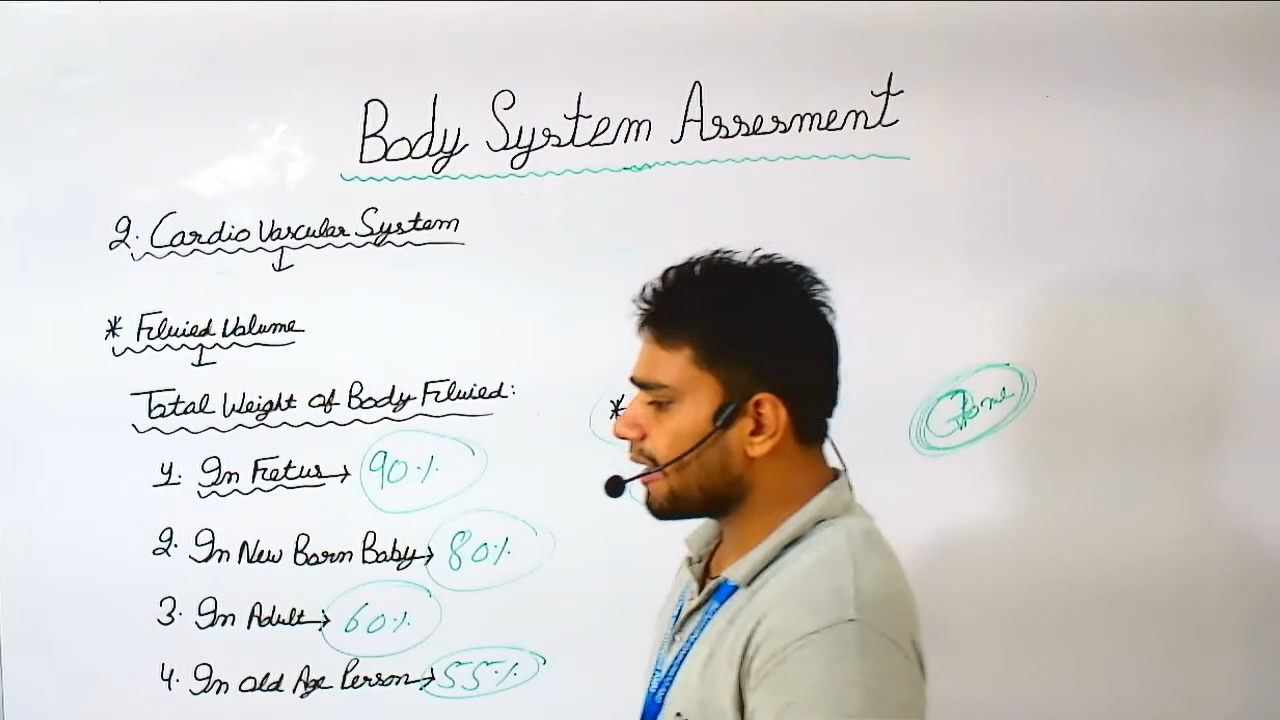 Body System Assesment
2. Cardio Vascular System
* Fluied Volume
Total Weight of Body Fluied:
1. In Fetus → 90%
2. In New Born Baby → 80%
3. In Adult → 60%
4. In old Age Person → 55%
*